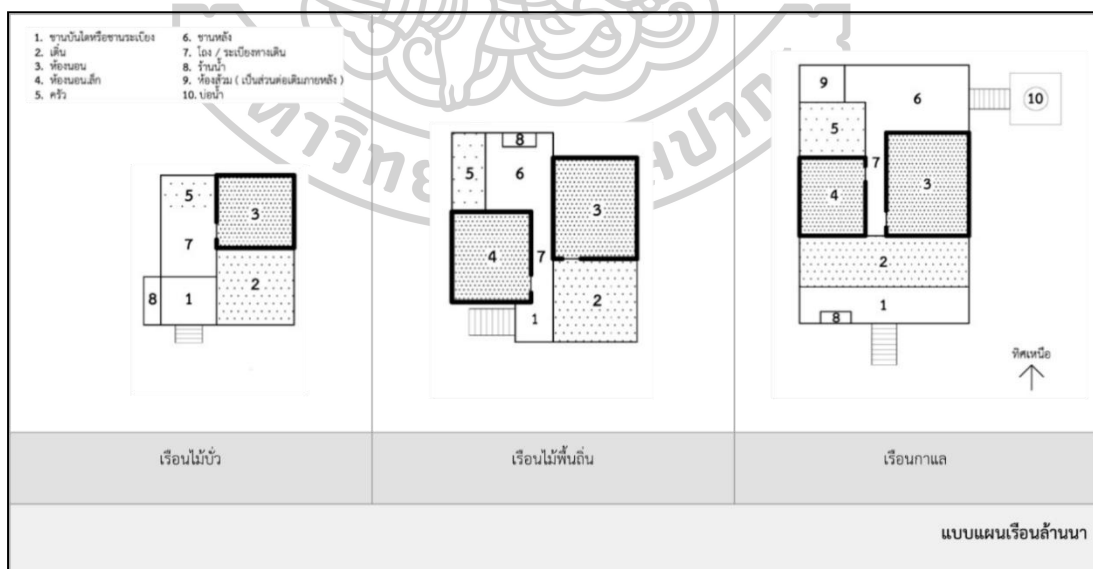 1. ชานบันไดหรือชานระเบียง
2. เติ๋น
3. ห้องนอน
4. ห้องนอนเล็ก
5. ครัว
6. ชานหลัง
7. โถง / ระเบียงทางเดิน
8. ร้านน้ำ
9. ห้องส้วม ( เป็นส่วนต่อเติมภายหลัง )
10. บ่อน้ำ
5
3
7
2
8
1
8
5
6
3
4
7
2
1
9
6
10
5
7
3
4
2
1
8
ทิศเหนือ
เรือนไม้บั่ว
เรือนไม้พื้นถิ่น
เรือนกาแล
แบบแผนเรือนล้านนา